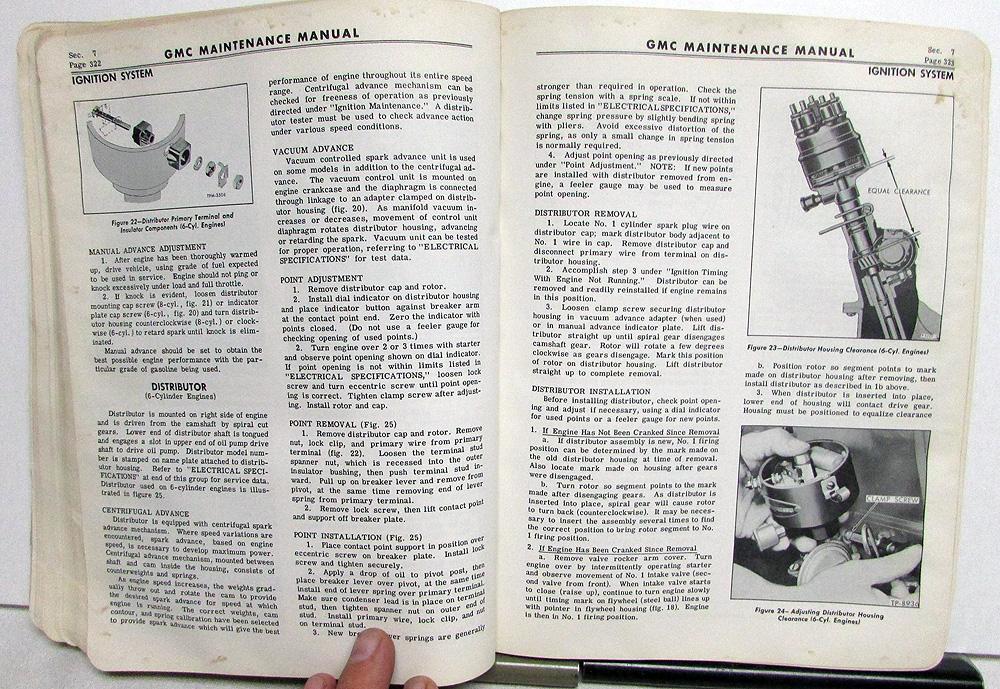 Sec. 7
Page 322
GMC MAINTENANCE MANUAL
IGNITION SYSTEM
TPM-3508
Figure 22—Distributor Primary Terminal and
Insulator Components (6-Cyl. Engines)
MANUAL ADVANCE ADJUSTMENT
1. After engine has been thoroughly warmed
up, drive vehicle, using grade of fuel expected
to be used in service. Engine should not ping or
knock excessively under load and full throttle.
2. If knock is evident, loosen distributor
mounting cap screw (8-cyl., fig. 21) or indicator
plate cap screw (6-cyl., fig. 20) and turn distrib-
utor housing counterclockwise (8-cyl.) or clock-
wise (6-cyl.) to retard spark until knock is elim-
inated.
Manual advance should be set to obtain the
best possible engine performance with the par-
ticular grade of gasoline being used.
DISTRIBUTOR
(6-Cylinder Engines)
Distributor is mounted on right side of engine
and is driven from the camshaft by spiral cut
gears. Lower end of distributor shaft is tongued
and engages a slot in upper end of oil pump drive
shaft to drive oil pump. Distributor model num-
ber is stamped on name plate attached to distrib-
utor housing. Refer to "ELECTRICAL SPECI-
FICATIONS" at end of this group for service data.
Distributor used on 6-cylinder engines is illus-
trated in figure 25.
CENTRIFUGAL ADVANCE
Distributor is equipped with centrifugal spark
advance mechanism. Where speed variations are
encountered, spark advance, based on engine
speed, is necessary to develop maximum power.
Centrifugal advance mechanism, mounted between
shaft and cam inside the housing, consists of
counterweights and springs.
As engine speed increases, the weights grad-
ually throw out and rotate the cam to provide
the desired spark advance for speed at which
engine is running. The correct weights, cam
contour, and spring calibration have been selected
to provide spark advance which will give the best
performance of engine throughout its entire speed
range. Centrifugal advance mechanism can be
checked for freeness of operation as previously
directed under "Ignition Maintenance." A distrib-
utor tester must be used to check advance action
under various speed conditions.
VACUUM ADVANCE
Vacuum controlled spark advance unit is used
on some models in addition to the centrifugal ad-
vance. The vacuum control unit is mounted on
engine crankcase and the diaphragm is connected
through linkage to an adapter clamped on distrib-
utor housing (fig. 20). As manifold vacuum in-
creases or decreases, movement of control unit
diaphragm rotates distributor housing, advancing
or retarding the spark. Vacuum unit can be tested
for proper operation, referring to "ELECTRICAL
SPECIFICATIONS" for test data.
POINT ADJUSTMENT
1. Remove distributor cap and rotor.
2. Install dial indicator on distributor housing
and place indicator button against breaker arm
at the contact point end. Zero the indicator with
points closed. (Do not use a feeler gauge for
checking opening of used points.)
2. Turn engine over 2 or 3 times with starter
and observe point opening shown on dial indicator.
If point opening is not within limits listed in
"ELECTRICAL SPECIFICATIONS," loosen lock
screw and turn eccentric screw until point open-
ing is correct. Tighten clamp screw after adjust-
ing. Install rotor and cap.
POINT REMOVAL (Fig. 25)
1. Remove distributor cap and rotor. Remove
nut, lock clip, and primary wire from primary
terminal (fig. 22). Loosen the terminal stud
spanner nut, which is recessed into the outer
insulator bushing, then push terminal stud in-
ward. Pull up on breaker lever and remove from
pivot, at the same time removing end of lever
spring from primary terminal.
2. Remove lock screw, then lift contact point
and support off breaker plate.
POINT INSTALLATION (Fig. 25)
1. Place contact point support in position over
eccentric screw on breaker plate. Install lock
screw and tighten securely.
2. Apply a drop of oil to pivot post, then
place breaker lever over pivot, at the same time
install end of lever spring over primary terminal.
Make sure condenser lead is in place on terminal
stud, then tighten spanner nut on outer end of
stud. Install primary wire, lock clip, and nut
on terminal stud.
3. New springs are generally
GMC MAINTENANCE MANUAL
Sec. 7
Page 323
IGNITION SYSTEM
stronger than required in operation. Check the
spring tension with a spring scale. If not within
limits listed in "ELECTRICAL SPECIFICATIONS,"
change spring pressure by slightly bending spring
with pliers. Avoid excessive distortion of the
spring, as only a small change in spring tension
is normally required.
4. Adjust point opening as previously directed
under "Point Adjustment." NOTE: If new points
are installed with distributor removed from en-
gine, a feeler gauge may be used to measure
point opening.
DISTRIBUTOR REMOVAL
1. Locate No. 1 cylinder spark plug wire on
distributor cap; mark distributor body adjacent to
No. 1 wire in cap. Remove distributor cap and
disconnect primary wire from terminal on dis-
tributor housing.
2. Accomplish step 3 under "Ignition Timing
With Engine Not Running." Distributor can be
removed and readily reinstalled if engine remains
in this position.
3. Loosen clamp screw securing distributor
housing in vacuum advance adapter (when used)
or in manual advance indicator plate. Lift dis-
tributor straight up until spiral gear disengages
camshaft gear. Rotor will rotate a few degrees
clockwise as gears disengage. Mark this position
of rotor on distributor housing. Lift distributor
straight up to complete removal.
DISTRIBUTOR INSTALLATION
Before installing distributor, check point open-
ing and adjust if necessary, using a dial indicator
for used points or a feeler gauge for new points.
1. If Engine Has Not Been Cranked Since Removal
a. If distributor assembly is new, No. 1 firing
position can be determined by the mark made on
the old distributor housing at time of removal.
Also locate mark made on housing after gears
were disengaged.
b. Turn rotor so segment points to the mark
made after disengaging gears. As distributor is
inserted into place, spiral gear will cause rotor
to turn back (counterclockwise). It may be neces-
sary to insert the assembly several times to find
the correct position to bring rotor segment to No.
1 firing position.
2. If Engine Has Been Cranked Since Removal
a. Remove valve rocker arm cover. Turn
engine over by intermittently operating starter
and observe movement of No. 1 intake valve (sec-
ond valve from front). When intake valve starts
to close (raise up), continue to turn engine slowly
until timing mark on flywheel (steel ball) lines up
with pointer in flywheel housing (fig. 18). Engine
is then in No. 1 firing position.
EQUAL CLEARANCE
Figure 23—Distributor Housing Clearance (6-Cyl. Engines)
b. Position rotor so segment points to mark
made on distributor housing after removing, then
install distributor as described in 1b above.
3. When distributor is inserted into place,
lower end of housing will contact drive gear.
Housing must be positioned to equalize clearance
CLAMP SCREW
TP-8936
Figure 24—Adjusting Distributor Housing
Clearance (6-Cyl. Engines)